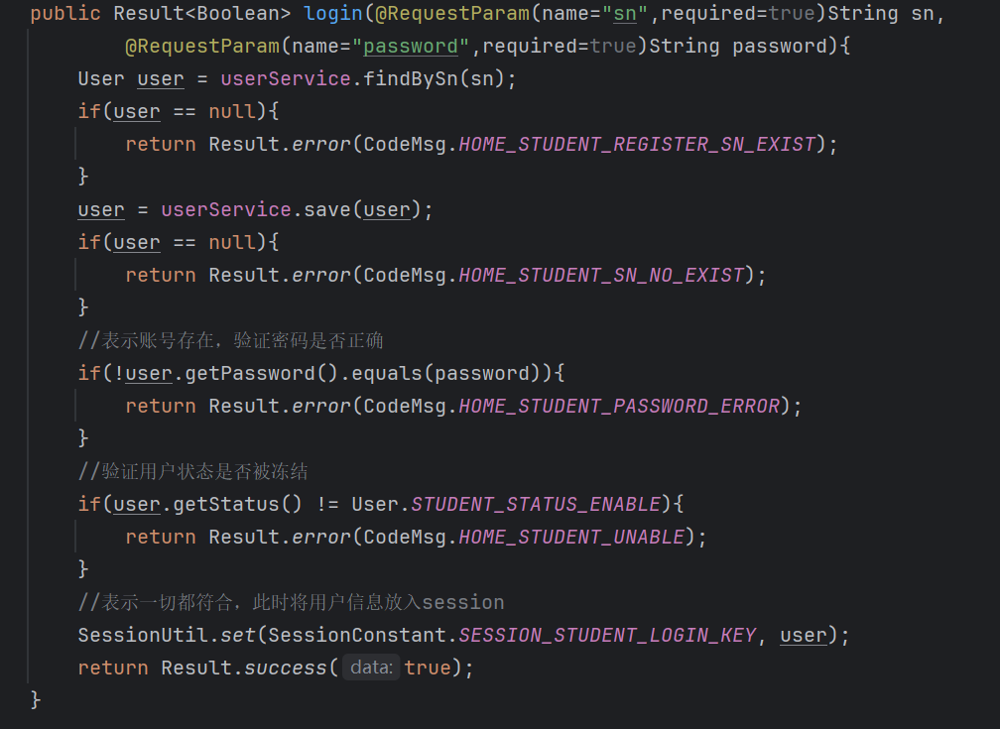 public Result<Boolean> login(@RequestParam(name="sn",required=true)String sn,
@RequestParam(name="password",required=true)String password){
User user = userService.findBySn(sn);
if(user == null){
return Result.error(CodeMsg.HOME_STUDENT_REGISTER_SN_EXIST);
}
user = userService.save(user);
if(user == null){
return Result.error(CodeMsg.HOME_STUDENT_SN_NO_EXIST);
}
//表示账号存在，验证密码是否正确
if(!user.getPassword().equals(password)){
return Result.error(CodeMsg.HOME_STUDENT_PASSWORD_ERROR);
}
//验证用户状态是否被冻结
if(user.getStatus() != User.STUDENT_STATUS_ENABLE){
return Result.error(CodeMsg.HOME_STUDENT_UNABLE);
}
//表示一切都符合，此时将用户信息放入session
SessionUtil.set(SessionConstant.SESSION_STUDENT_LOGIN_KEY, user);
return Result.success( data: true);
}